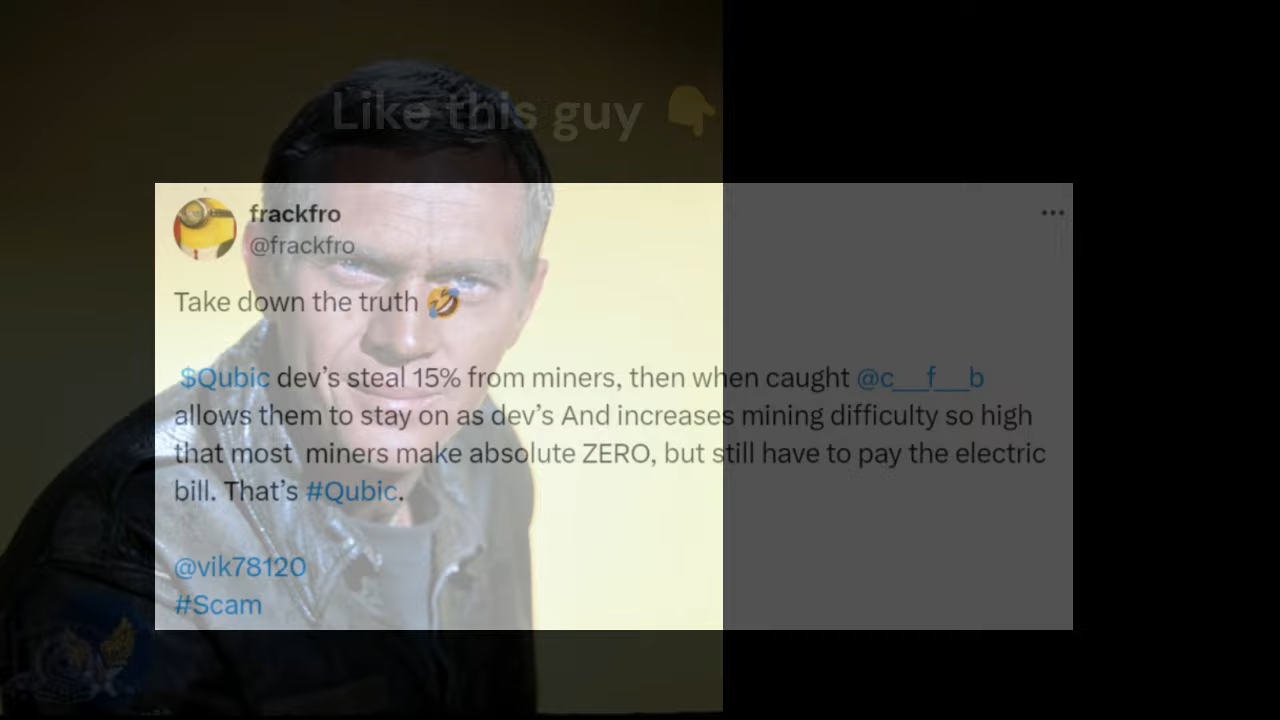 Like this guy 👇
frackfro
@frackfro
Take down the truth 🤣
$Qubic dev’s steal 15% from miners, then when caught @c__f__b
allows them to stay on as dev’s And increases mining difficulty so high
that most miners make absolute ZERO, but still have to pay the electric
bill. That’s #Qubic.
@vik78120
#Scam